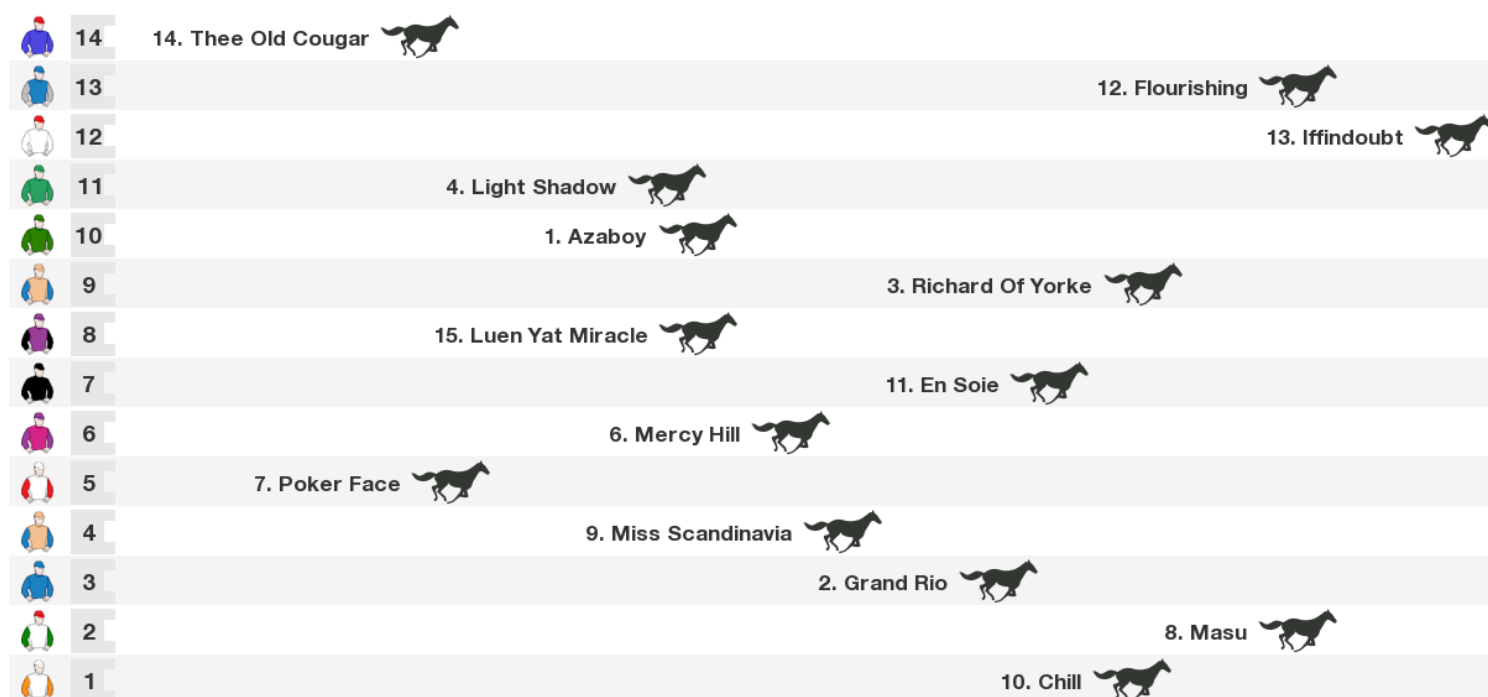 14 14. Thee Old Cougar
13 12. Flourishing
12 13. Iffindoubt
11 4. Light Shadow
10 1. Azaboy
9 3. Richard Of Yorke
8 15. Luen Yat Miracle
7 11. En Soie
6 6. Mercy Hill
5 7. Poker Face
4 9. Miss Scandinavia
3 2. Grand Rio
2 8. Masu
1 10. Chill